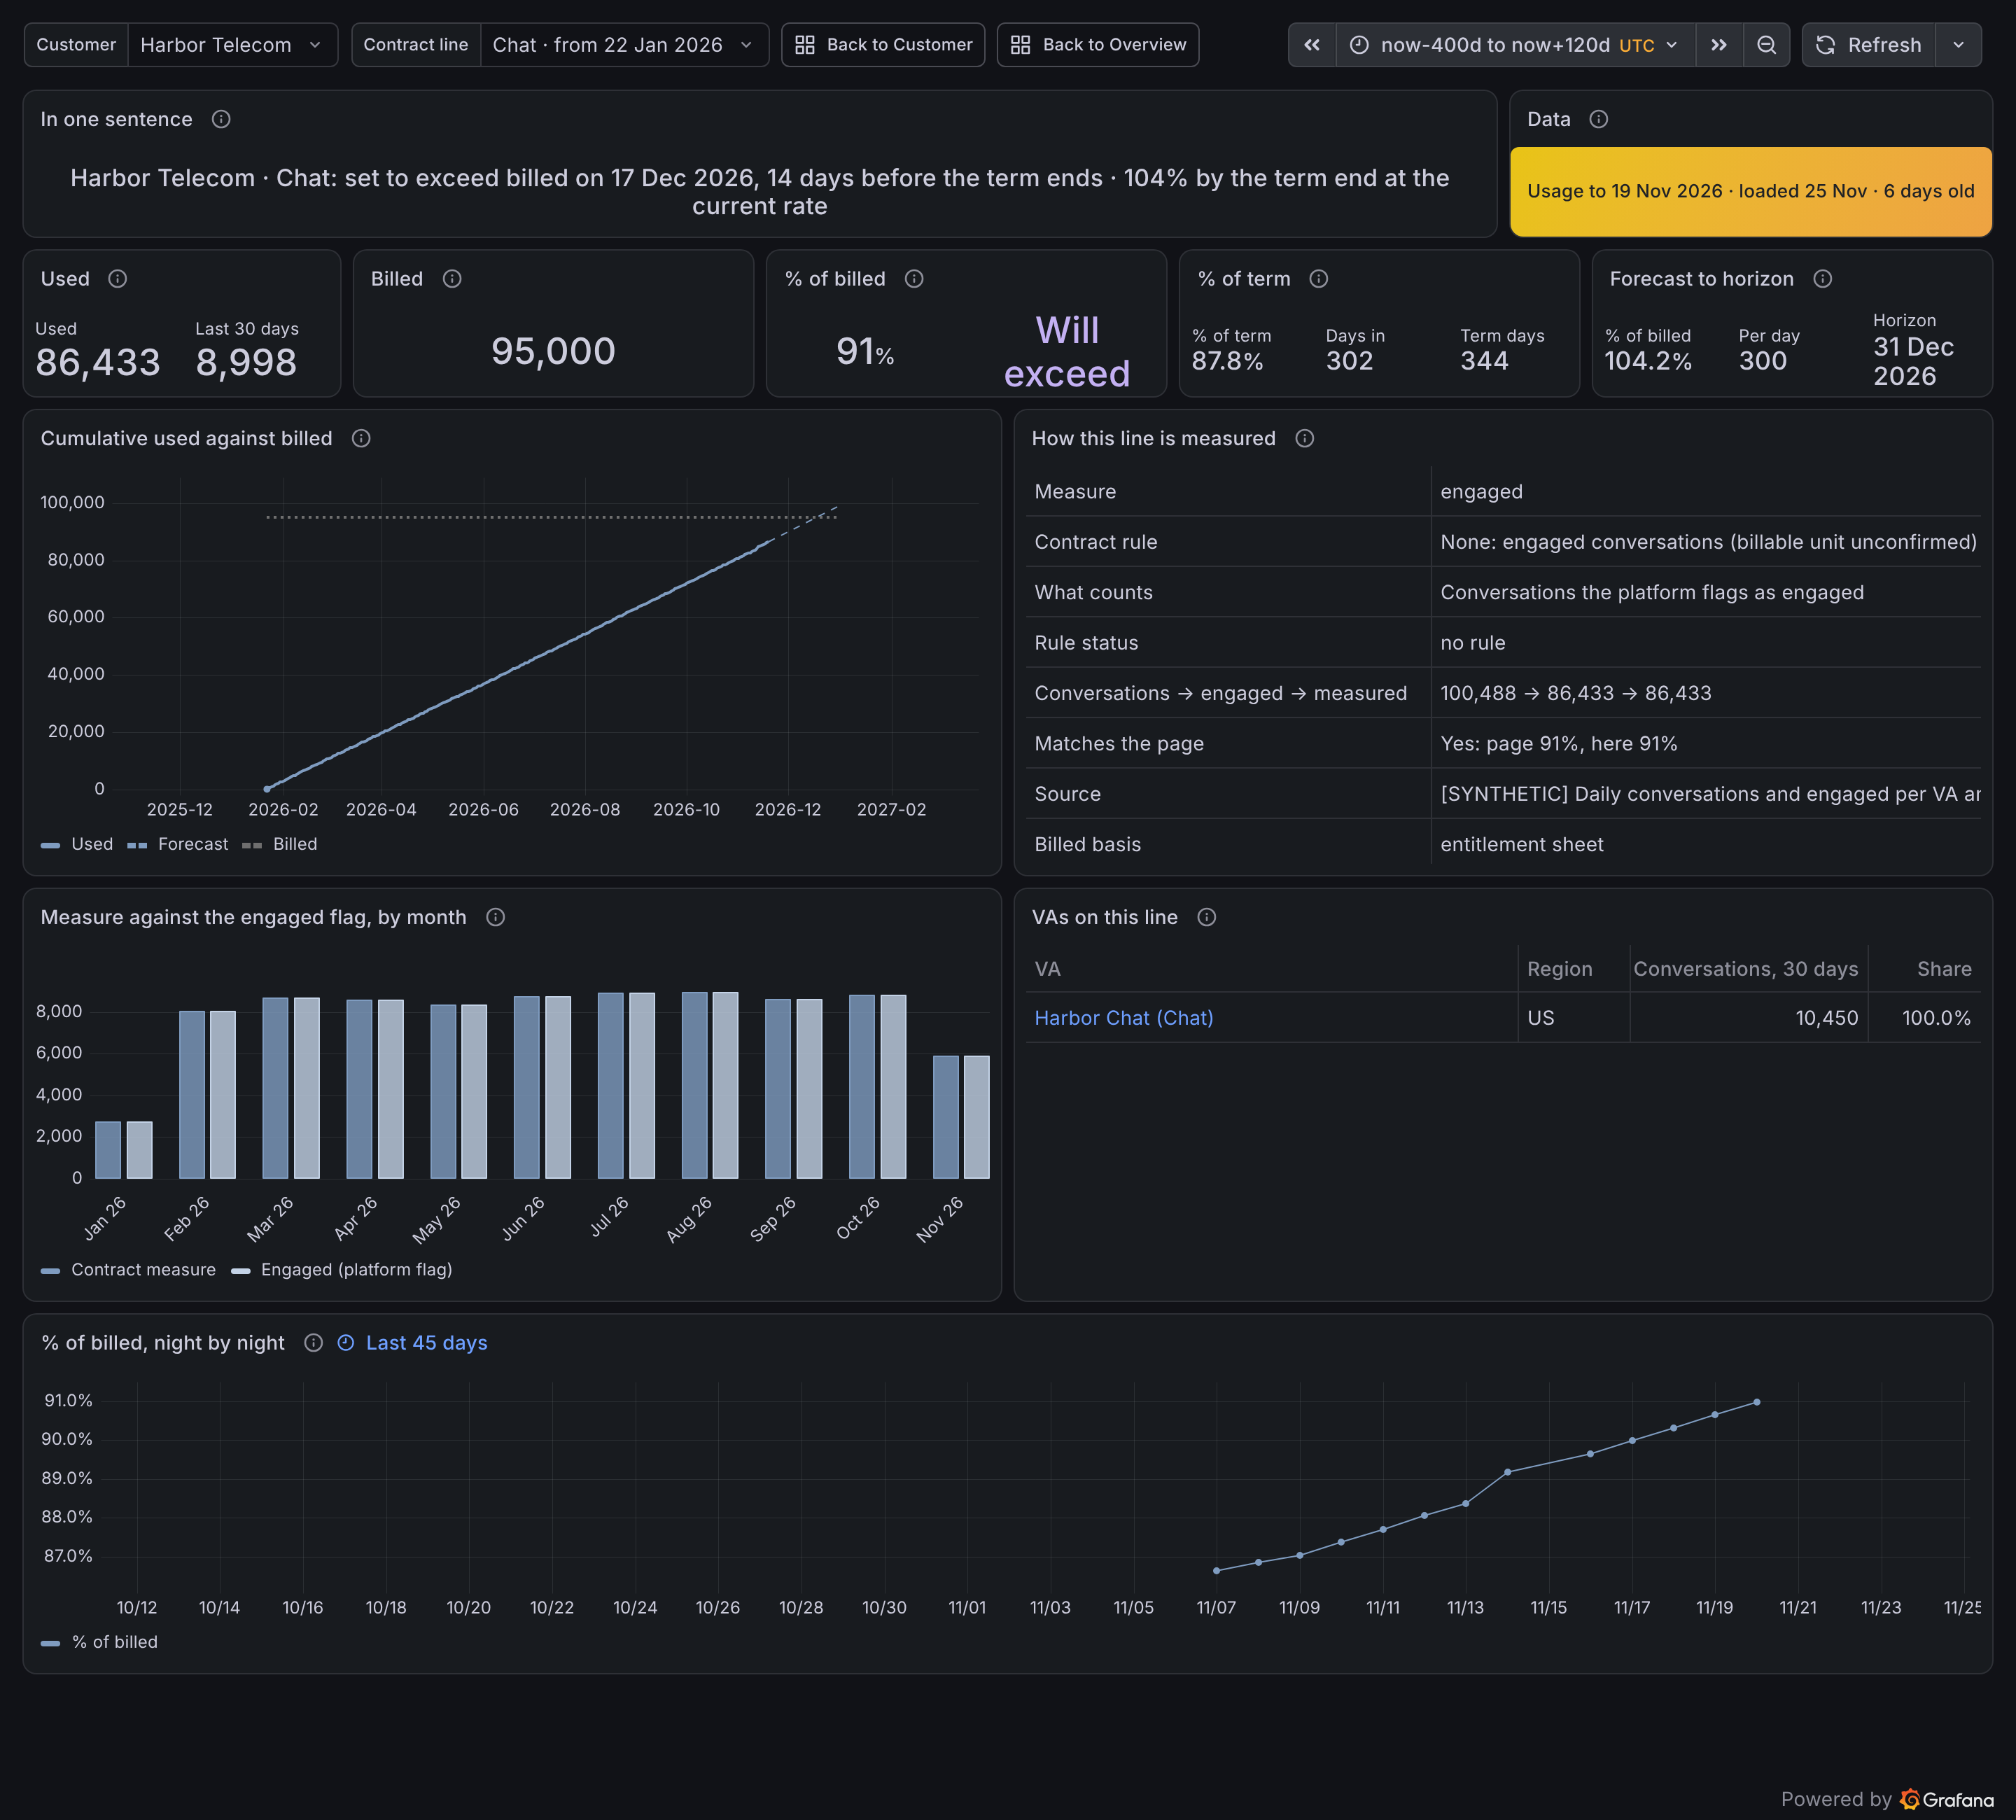 Customer
Harbor Telecom
Contract line
Chat · from 22 Jan 2026
Back to Customer
Back to Overview
now-400d to now+120d UTC
Refresh
In one sentence
Harbor Telecom · Chat: set to exceed billed on 17 Dec 2026, 14 days before the term ends · 104% by the term end at the
current rate
Data
Usage to 19 Nov 2026 · loaded 25 Nov · 6 days old
Used
Used
86,433
Last 30 days
8,998
Billed
95,000
% of billed
91%
Will
exceed
% of term
% of term
87.8%
Days in
302
Term days
344
Forecast to horizon
% of billed
104.2%
Per day
300
Horizon
31 Dec
2026
Cumulative used against billed
100,000
80,000
60,000
40,000
20,000
0
2025-12
2026-02
2026-04
2026-06
2026-08
2026-10
2026-12
2027-02
Used
Forecast
Billed
How this line is measured
Measure
engaged
Contract rule
None: engaged conversations (billable unit unconfirmed)
What counts
Conversations the platform flags as engaged
Rule status
no rule
Conversations → engaged → measured
100,488 → 86,433 → 86,433
Matches the page
Yes: page 91%, here 91%
Source
[SYNTHETIC] Daily conversations and engaged per VA ar
Billed basis
entitlement sheet
Measure against the engaged flag, by month
8,000
6,000
4,000
2,000
0
Jan 26
Feb 26
Mar 26
Apr 26
May 26
Jun 26
Jul 26
Aug 26
Sep 26
Oct 26
Nov 26
Contract measure
Engaged (platform flag)
VAs on this line
VA
Region
Conversations, 30 days
Share
Harbor Chat (Chat)
US
10,450
100.0%
% of billed, night by night
Last 45 days
91.0%
90.0%
89.0%
88.0%
87.0%
10/12
10/14
10/16
10/18
10/20
10/22
10/24
10/26
10/28
10/30
11/01
11/03
11/05
11/07
11/09
11/11
11/13
11/15
11/17
11/19
11/21
11/23
11/25
% of billed
Powered by Grafana